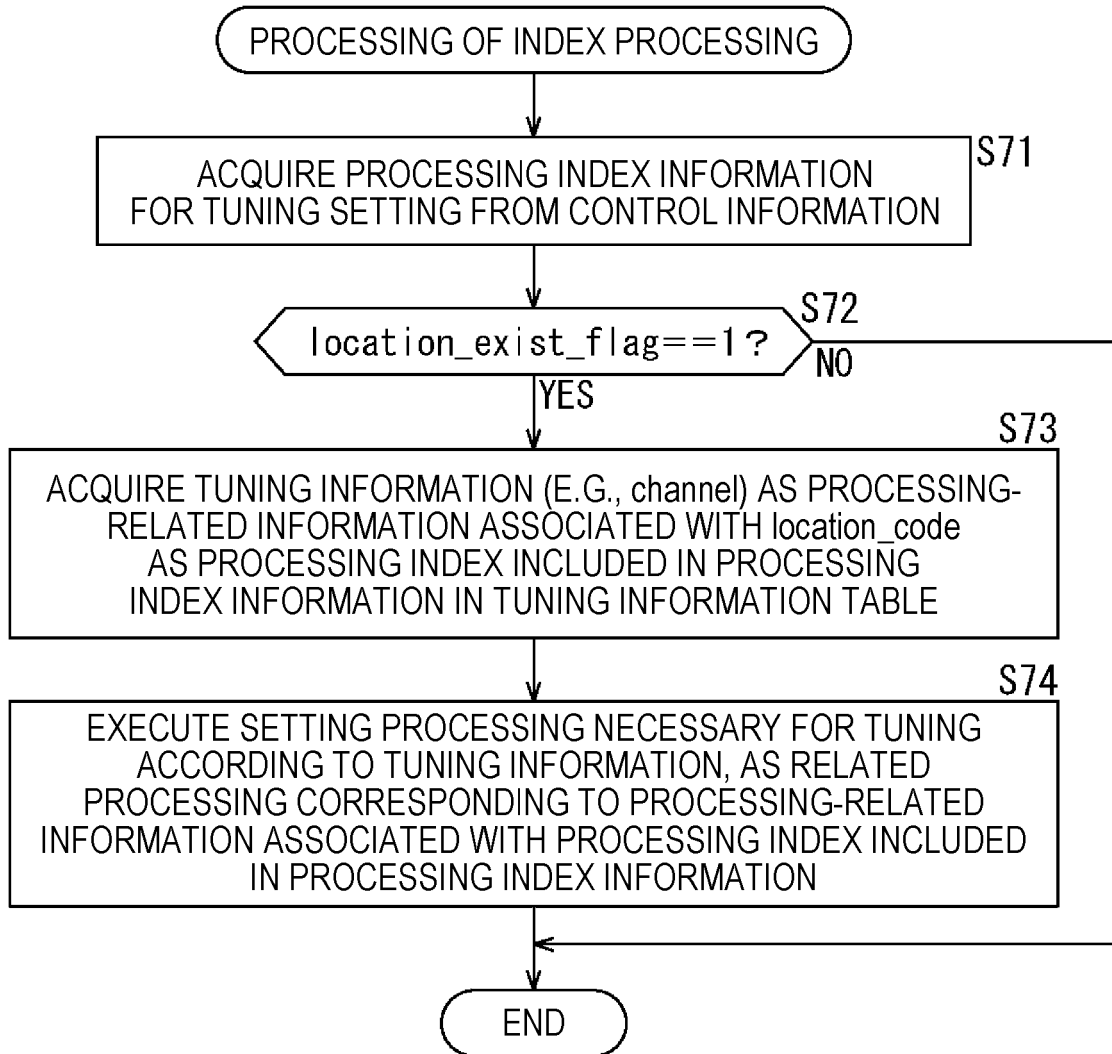 PROCESSING OF INDEX PROCESSING
S71
ACQUIRE PROCESSING INDEX INFORMATION
FOR TUNING SETTING FROM CONTROL INFORMATION
S72
location_exist_flag==1?
NO
YES
S73
ACQUIRE TUNING INFORMATION (E.G., channel) AS PROCESSING-
RELATED INFORMATION ASSOCIATED WITH location_code
AS PROCESSING INDEX INCLUDED IN PROCESSING
INDEX INFORMATION IN TUNING INFORMATION TABLE
S74
EXECUTE SETTING PROCESSING NECESSARY FOR TUNING
ACCORDING TO TUNING INFORMATION, AS RELATED
PROCESSING CORRESPONDING TO PROCESSING-RELATED
INFORMATION ASSOCIATED WITH PROCESSING INDEX INCLUDED
IN PROCESSING INDEX INFORMATION
END